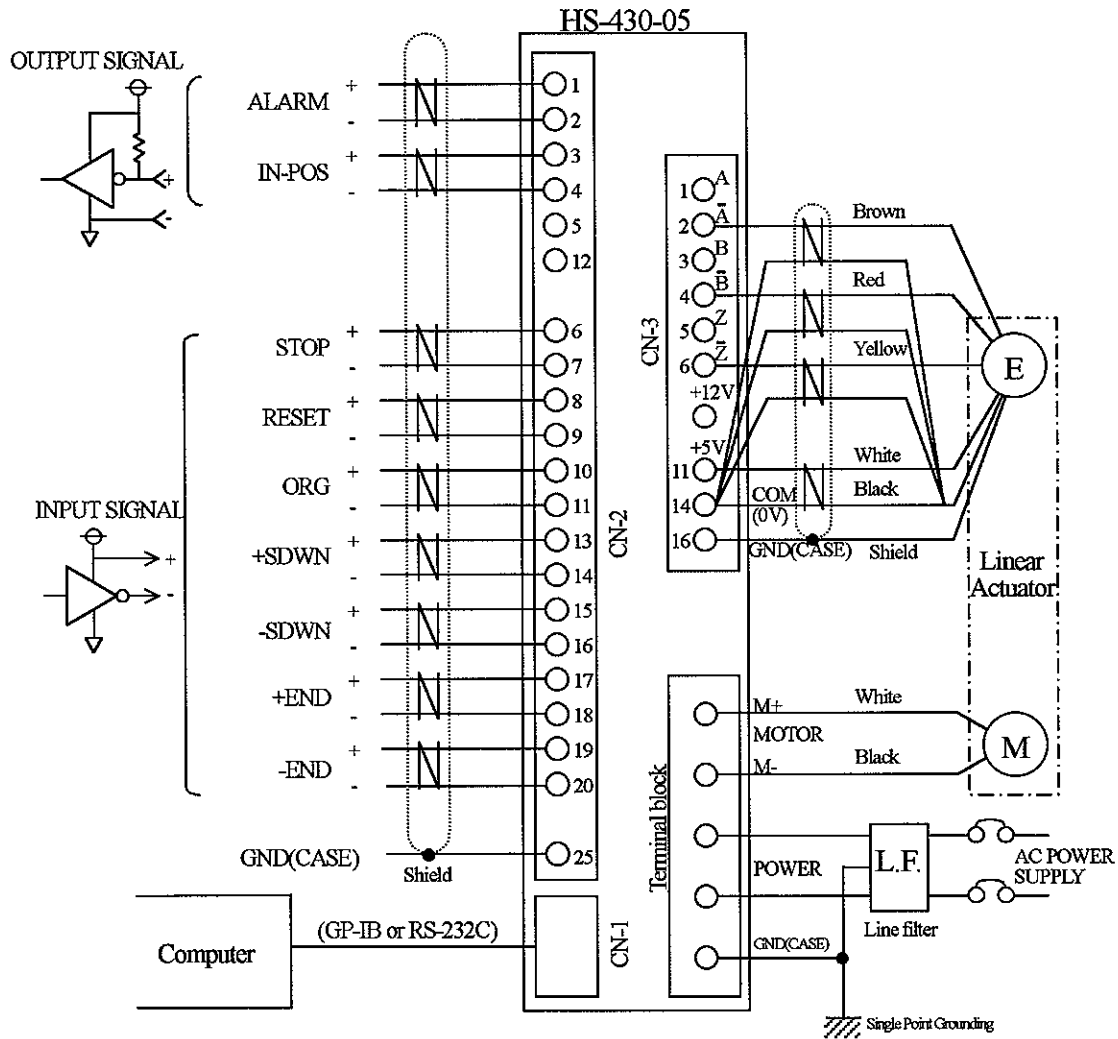 HS-430-05
OUTPUT SIGNAL
+
-
ALARM
+
-
1
2
IN-POS
+
-
3
4
5
12
STOP
+
-
6
7
RESET
+
-
8
9
ORG
+
-
10
11
INPUT SIGNAL
+
-
+SDWN
+
-
13
14
-SDWN
+
-
15
16
+END
+
-
17
18
-END
+
-
19
20
GND(CASE)
Shield
25
CN-2
Computer
(GP-IB or RS-232C)
CN-1
CN-3
1 A
2 A̅ Brown
3 B
4 B̅ Red
5 Z
6 Z̅ Yellow
+12V
+5V
11 White
14 COM (0V) Black
16 GND(CASE) Shield
E
Linear
Actuator
Terminal block
M+ White
MOTOR
M- Black
M
POWER
L.F.
Line filter
AC POWER
SUPPLY
GND(CASE)
Single Point Grounding